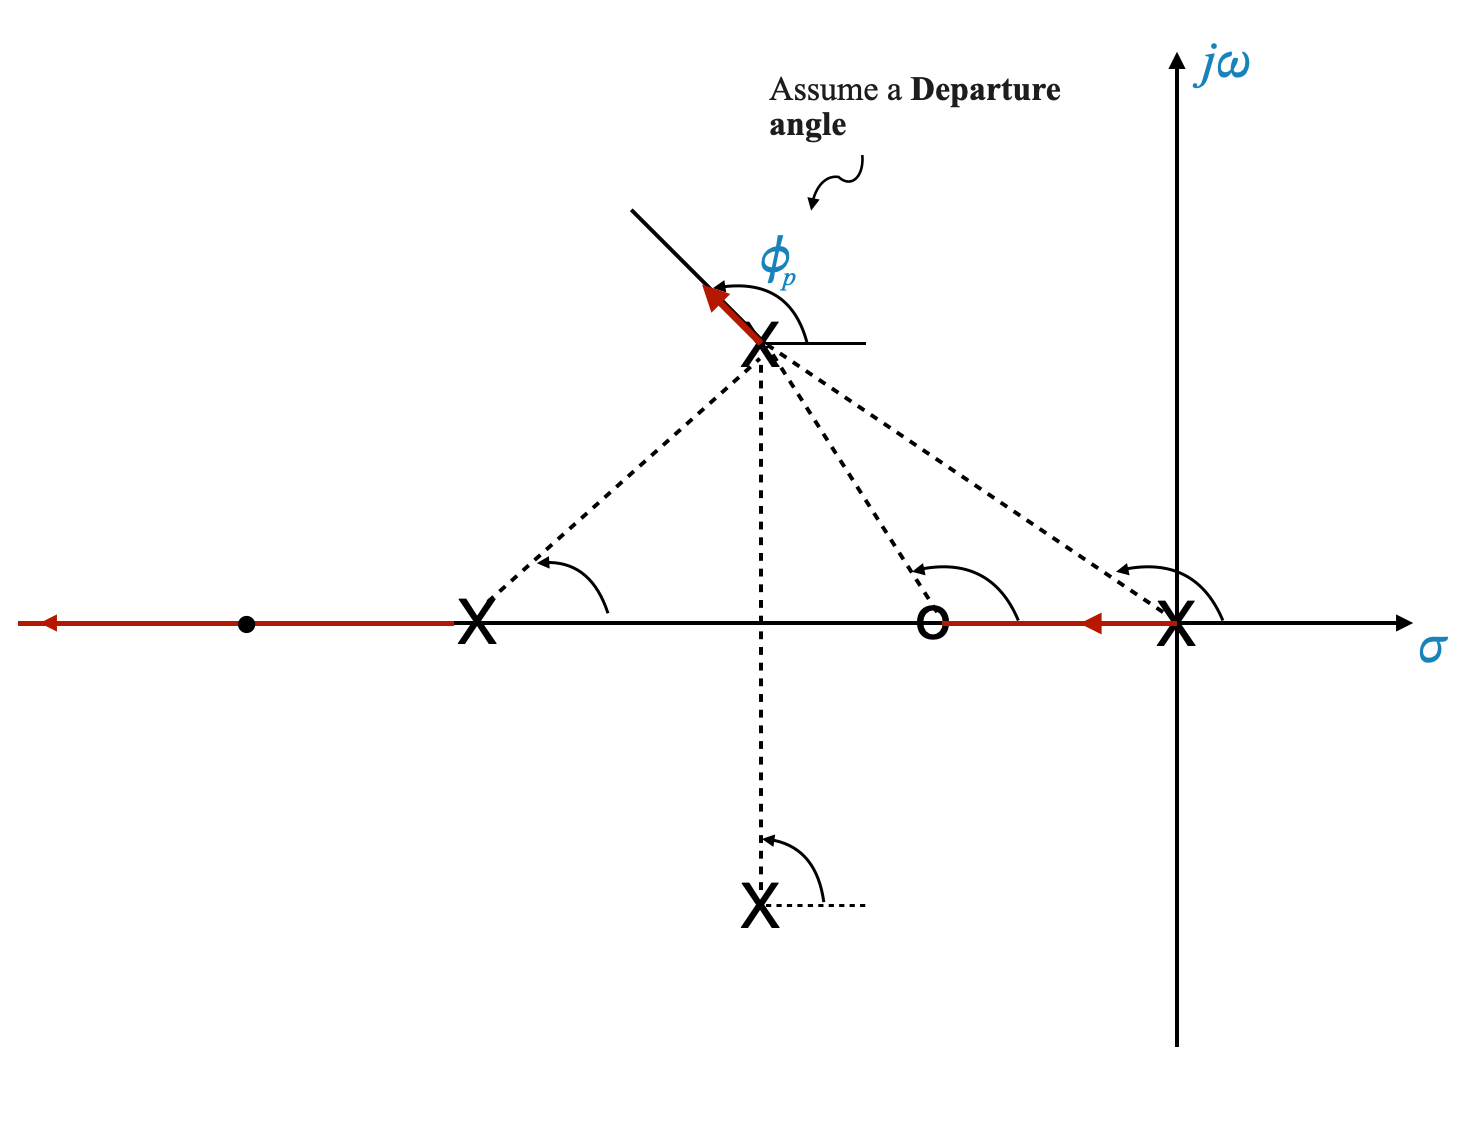 jω
Assume a Departure
angle
ϕp
X
X
O
X
σ
X